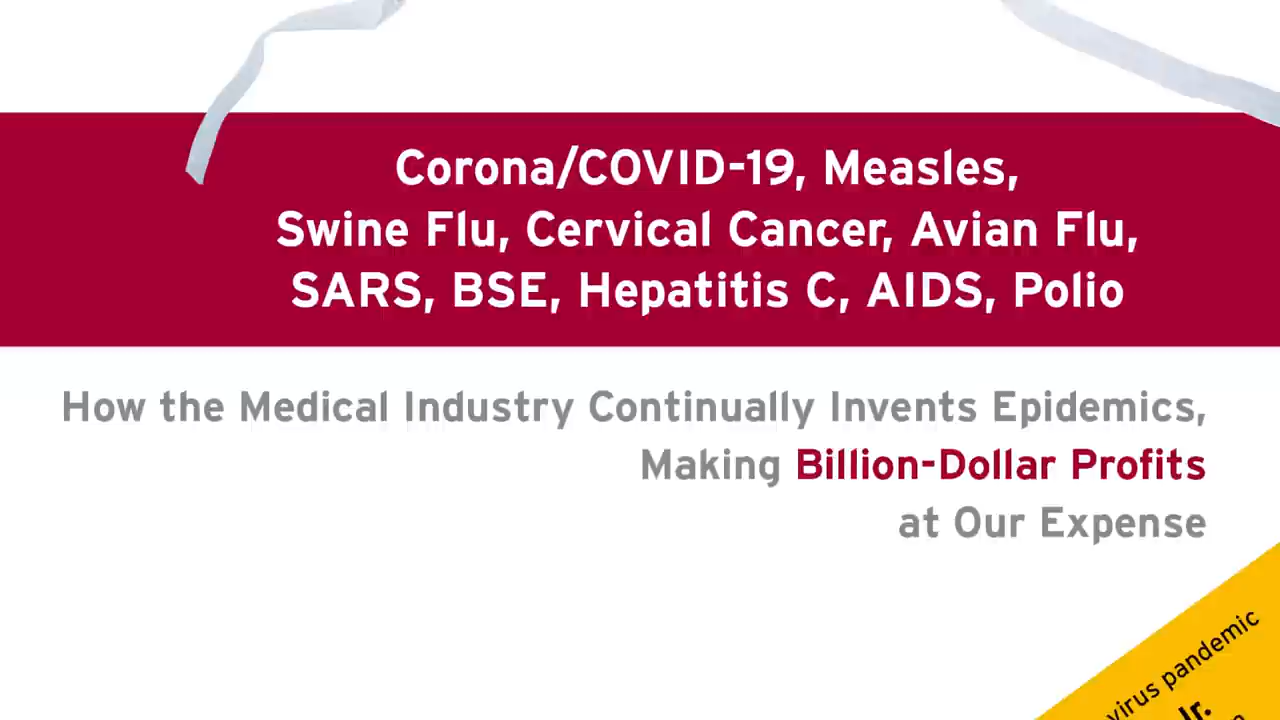 Corona/COVID-19, Measles,
Swine Flu, Cervical Cancer, Avian Flu,
SARS, BSE, Hepatitis C, AIDS, Polio
How the Medical Industry Continually Invents Epidemics,
Making Billion-Dollar Profits
at Our Expense
virus pandemic
Jr.